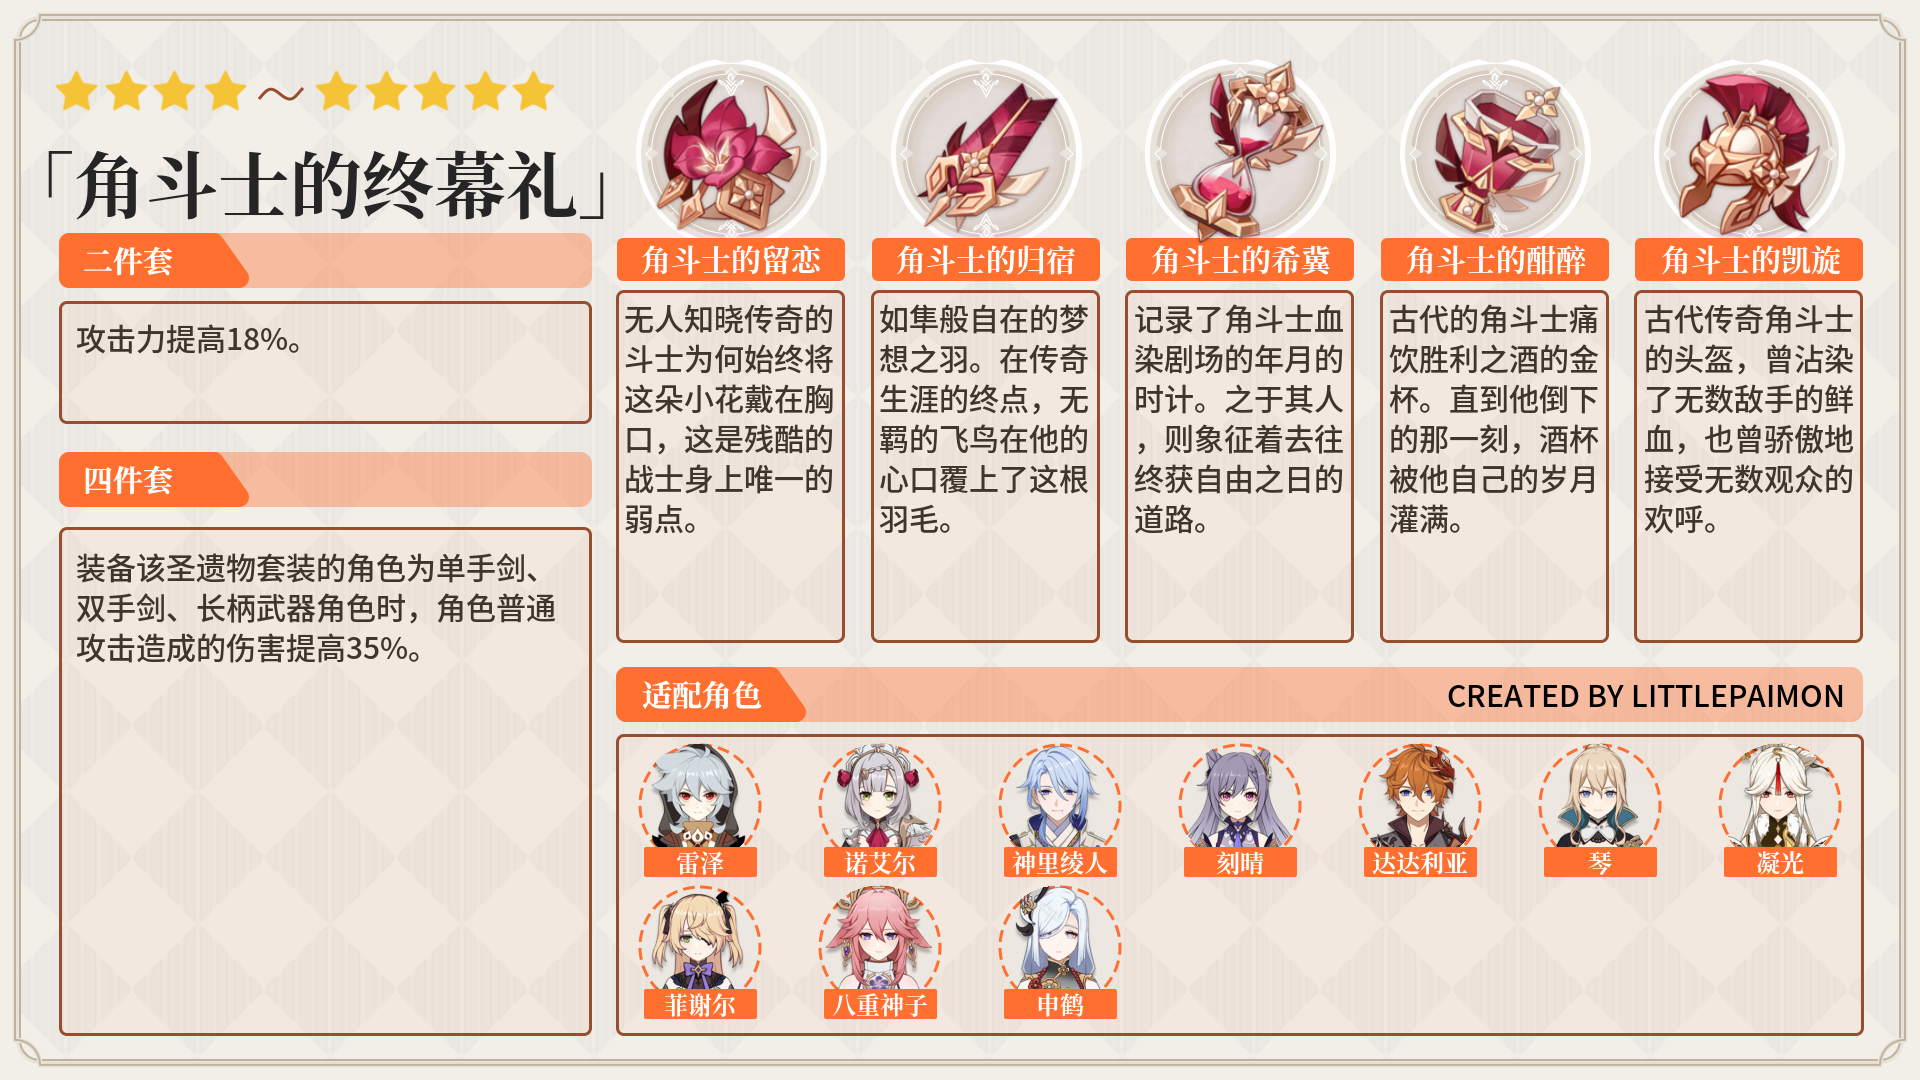 「角斗士的终幕礼」
二件套
攻击力提高18%。
四件套
装备该圣遗物套装的角色为单手剑、
双手剑、长柄武器角色时，角色普通
攻击造成的伤害提高35%。
角斗士的留恋
无人知晓传奇的
斗士为何始终将
这朵小花戴在胸
口，这是残酷的
战士身上唯一的
弱点。
角斗士的归宿
如隼般自在的梦
想之羽。在传奇
生涯的终点，无
羁的飞鸟在他的
心口覆上了这根
羽毛。
角斗士的希冀
记录了角斗士血
染剧场的年月的
时计。之于其人
，则象征着去往
终获自由之日的
道路。
角斗士的酣醉
古代的角斗士痛
饮胜利之酒的金
杯。直到他倒下
的那一刻，酒杯
被他自己的岁月
灌满。
角斗士的凯旋
古代传奇角斗士
的头盔，曾沾染
了无数敌手的鲜
血，也曾骄傲地
接受无数观众的
欢呼。
适配角色
CREATED BY LITTLEPAIMON
雷泽
诺艾尔
神里绫人
刻晴
达达利亚
琴
凝光
菲谢尔
八重神子
申鹤